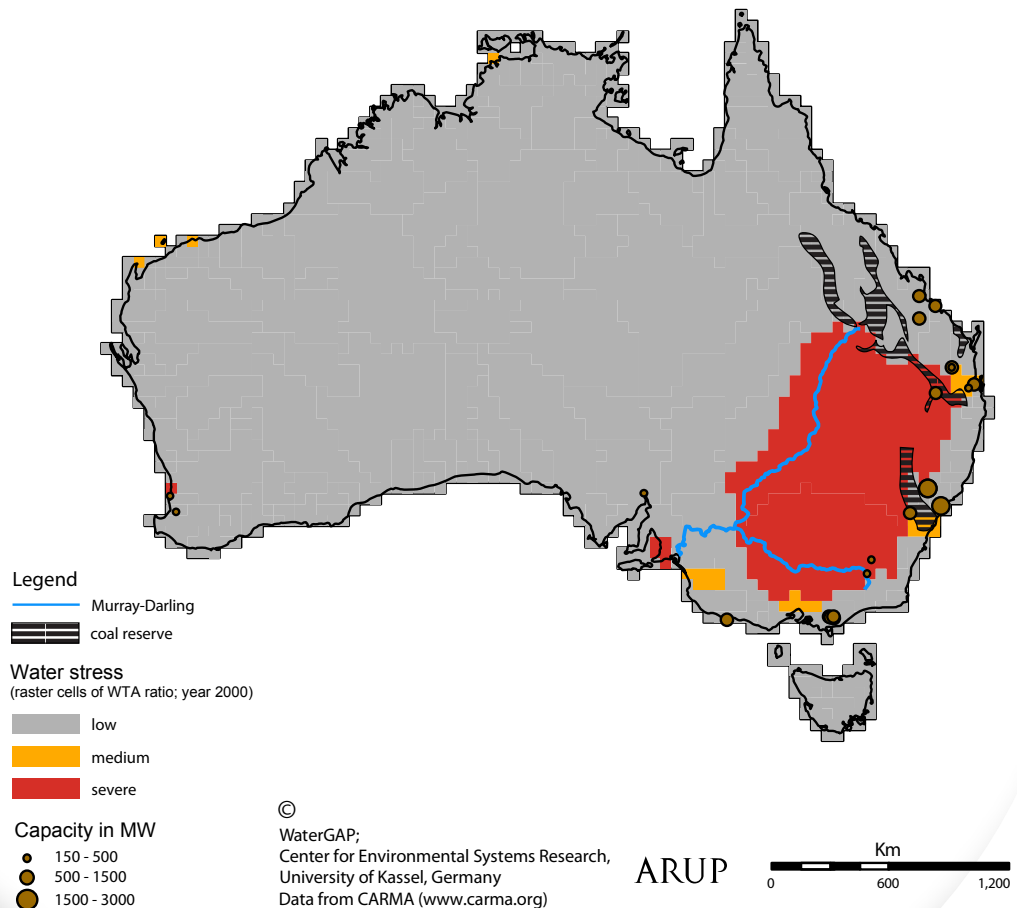 Legend
Murray-Darling
coal reserve
Water stress
(raster cells of WTA ratio; year 2000)
low
medium
severe
Capacity in MW
150 - 500
500 - 1500
1500 - 3000
©
WaterGAP;
Center for Environmental Systems Research,
University of Kassel, Germany
Data from CARMA (www.carma.org)
ARUP
Km
0 600 1,200